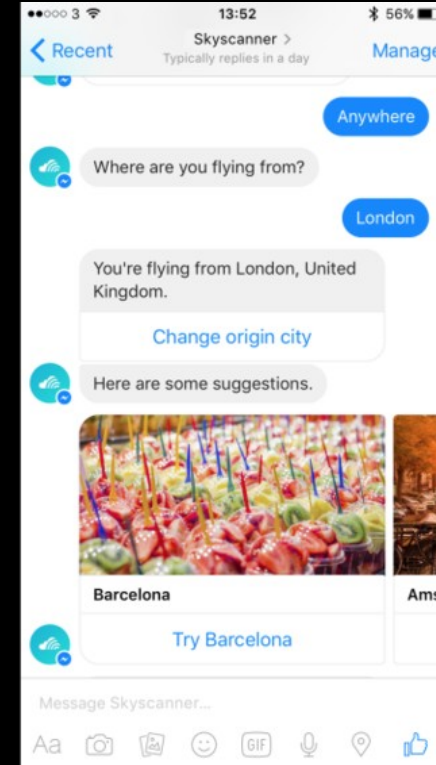 3 13:52 56%
Recent Skyscanner > Manage
Typically replies in a day
Anywhere
Where are you flying from?
London
You're flying from London, United
Kingdom.
Change origin city
Here are some suggestions.
Barcelona Ams
Try Barcelona
Message Skyscanner...
Aa GIF